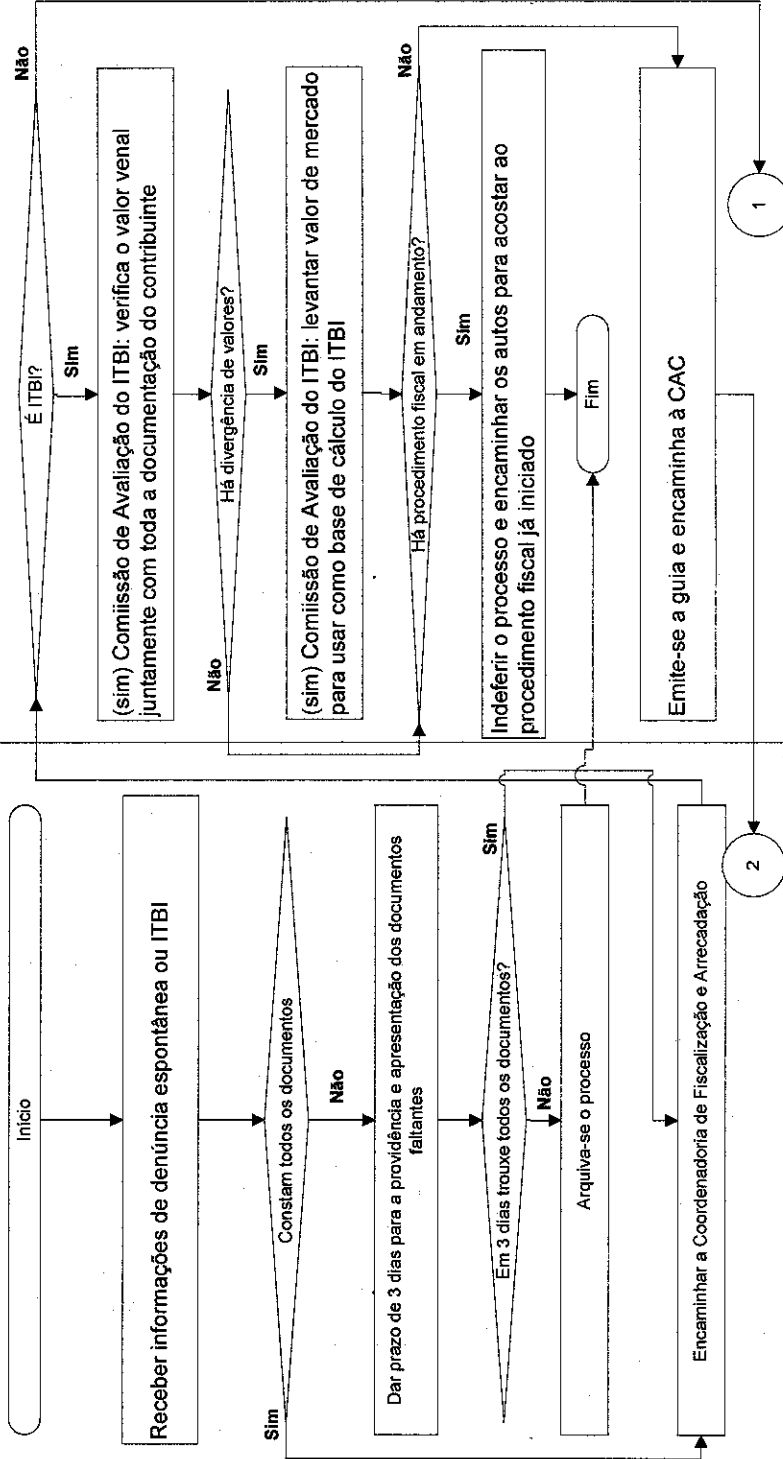 Início
Receber informações de denúncia espontânea ou ITBI
Constam todos os documentos
Sim
Não
Dar prazo de 3 dias para a providência e apresentação dos documentos
faltantes
Em 3 dias trouxe todos os documentos?
Sim
Não
Arquiva-se o processo
Encaminhar a Coordenadoria de Fiscalização e Arrecadação
2
É ITBI?
Não
Sim
(sim) Comiissão de Avaliação do ITBI: verifica o valor venal
juntamente com toda a documentação do contribuinte
Há divergência de valores?
Não
Sim
(sim) Comiissão de Avaliação do ITBI: levantar valor de mercado
para usar como base de cálculo do ITBI
Há procedimento fiscal em andamento?
Não
Sim
Indeferir o processo e encaminhar os autos para acostar ao
procedimento fiscal já iniciado
Fim
Emite-se a guia e encaminha à CAC
1